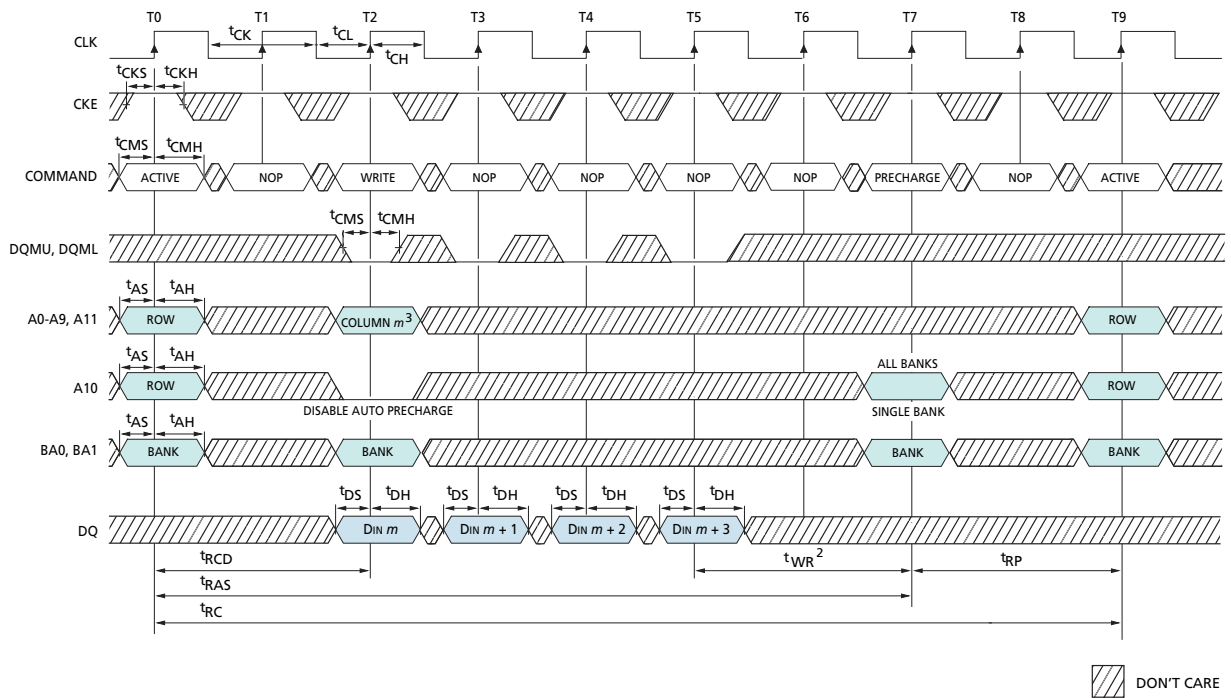 T0 T1 T2 T3 T4 T5 T6 T7 T8 T9
CLK
tCK tCL
tCH
tCKS tCKH
CKE
tCMS tCMH
COMMAND ACTIVE NOP WRITE NOP NOP NOP NOP PRECHARGE NOP ACTIVE
tCMS tCMH
DQMU, DQML
tAS tAH
A0-A9, A11 ROW COLUMN m3 ROW
tAS tAH ALL BANKS
A10 ROW ROW
DISABLE AUTO PRECHARGE SINGLE BANK
tAS tAH
BA0, BA1 BANK BANK BANK BANK
tDS tDH tDS tDH tDS tDH tDS tDH
DQ DIN m DIN m + 1 DIN m + 2 DIN m + 3
tRCD tWR2 tRP
tRAS
tRC
DON'T CARE